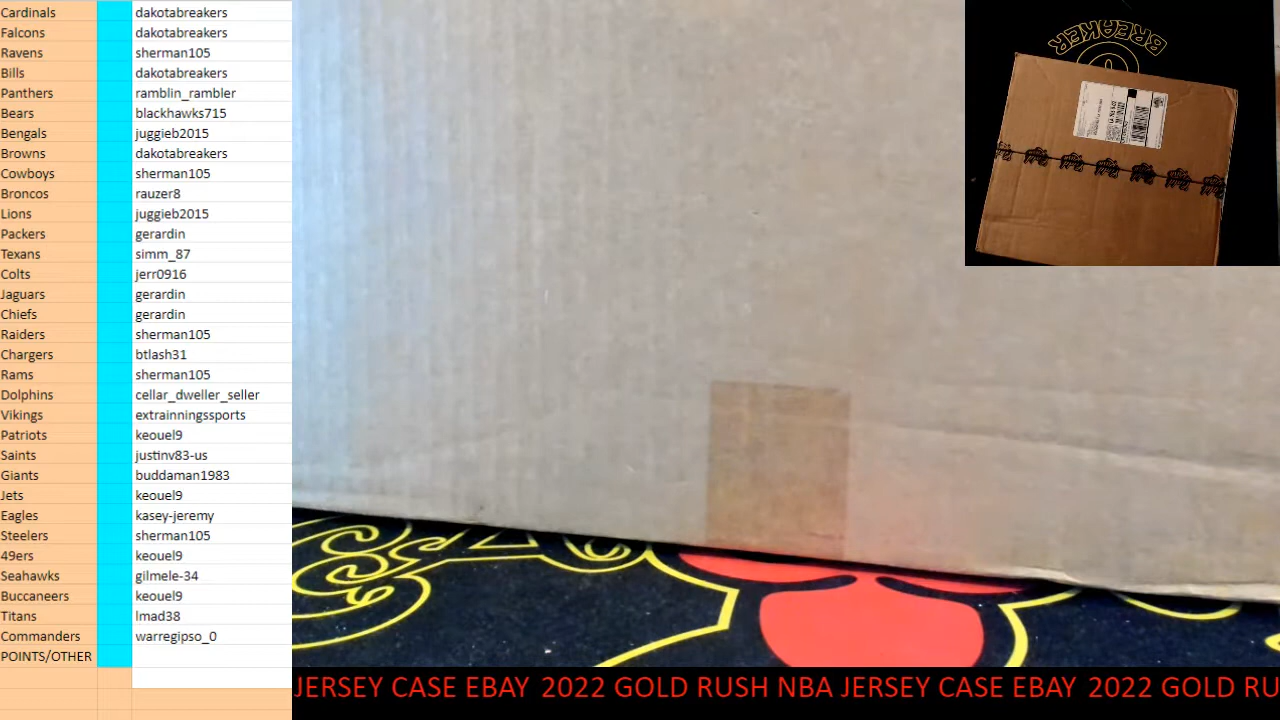 Cardinals dakotabreakers
Falcons dakotabreakers
Ravens sherman105
Bills dakotabreakers
Panthers ramblin_rambler
Bears blackhawks715
Bengals juggieb2015
Browns dakotabreakers
Cowboys sherman105
Broncos rauzer8
Lions juggieb2015
Packers gerardin
Texans simm_87
Colts jerr0916
Jaguars gerardin
Chiefs gerardin
Raiders sherman105
Chargers btlash31
Rams sherman105
Dolphins cellar_dweller_seller
Vikings extrainningssports
Patriots keouel9
Saints justinv83-us
Giants buddaman1983
Jets keouel9
Eagles kasey-jeremy
Steelers sherman105
49ers keouel9
Seahawks gilmele-34
Buccaneers keouel9
Titans lmad38
Commanders warregipso_0
POINTS/OTHER
BREAKER
JERSEY CASE EBAY 2022 GOLD RUSH NBA JERSEY CASE EBAY 2022 GOLD RU